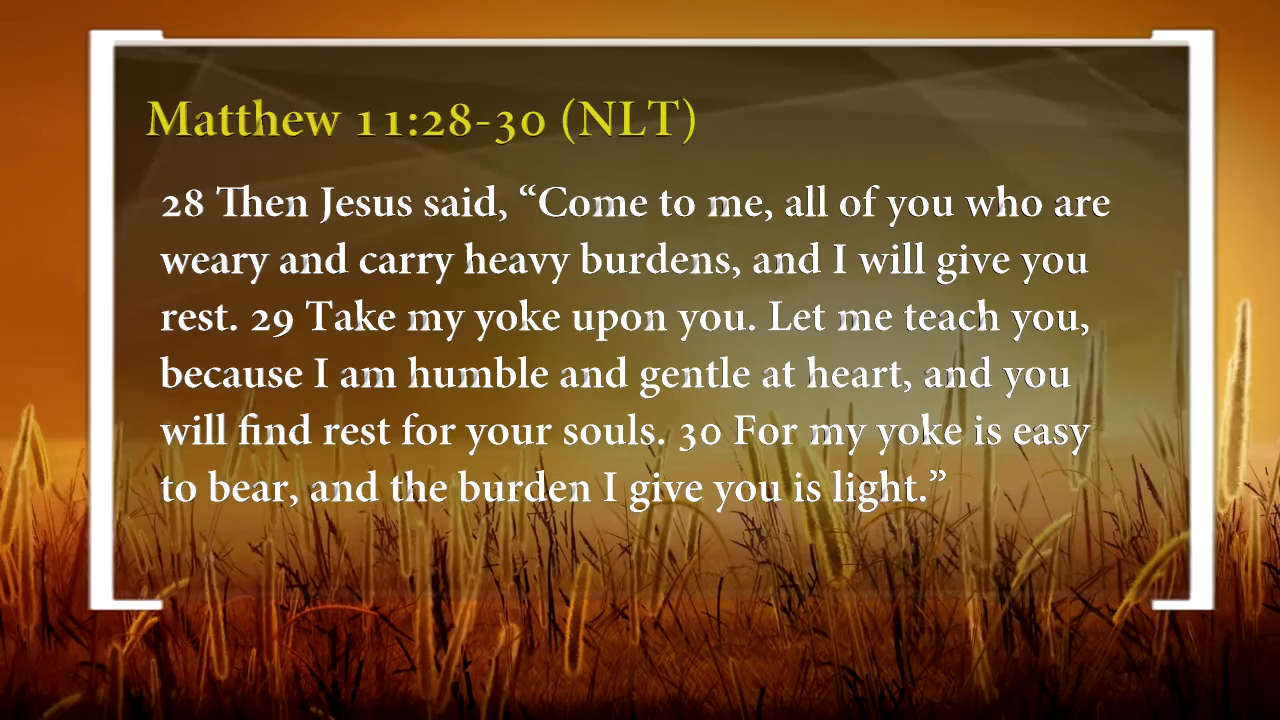 Matthew 11:28-30 (NLT)
28 Then Jesus said, “Come to me, all of you who are
weary and carry heavy burdens, and I will give you
rest. 29 Take my yoke upon you. Let me teach you,
because I am humble and gentle at heart, and you
will find rest for your souls. 30 For my yoke is easy
to bear, and the burden I give you is light.”